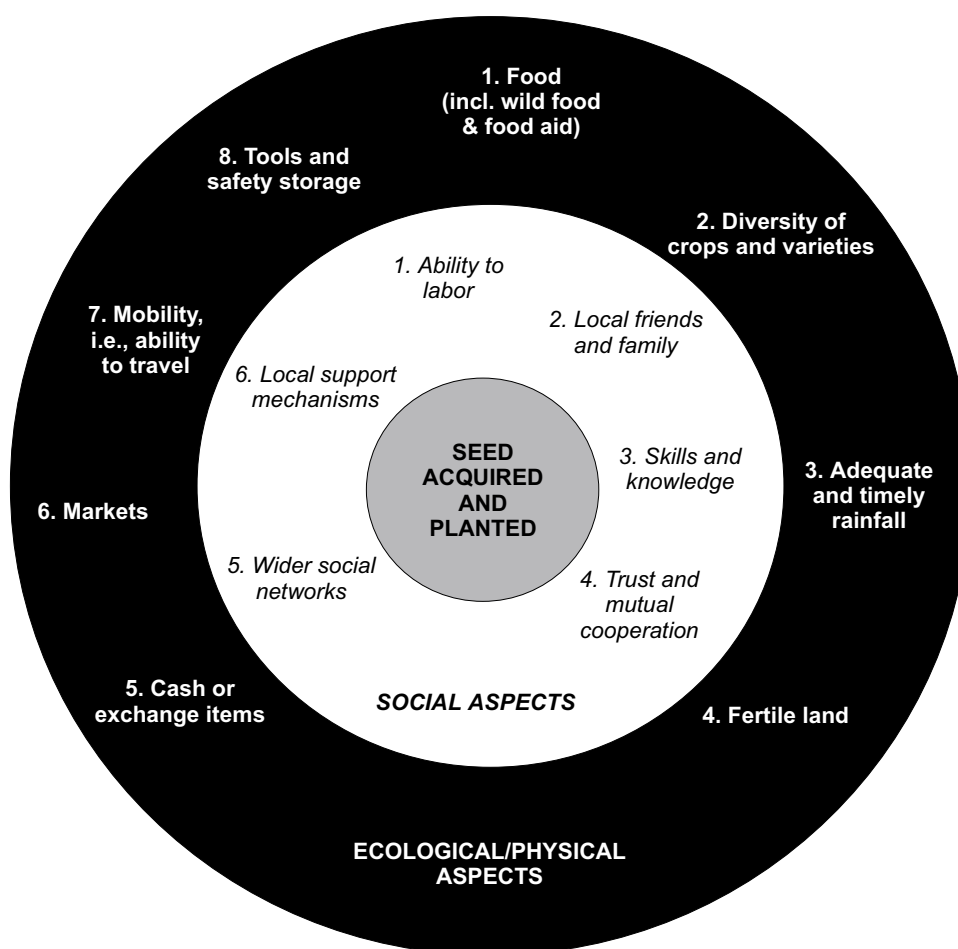 1. Food
(incl. wild food
& food aid)
2. Diversity of
crops and varieties
3. Adequate
and timely
rainfall
4. Fertile land
5. Cash or
exchange items
6. Markets
7. Mobility,
i.e., ability
to travel
8. Tools and
safety storage
ECOLOGICAL/PHYSICAL
ASPECTS
1. Ability to
labor
2. Local friends
and family
3. Skills and
knowledge
4. Trust and
mutual
cooperation
5. Wider social
networks
6. Local support
mechanisms
SOCIAL ASPECTS
SEED
ACQUIRED
AND
PLANTED